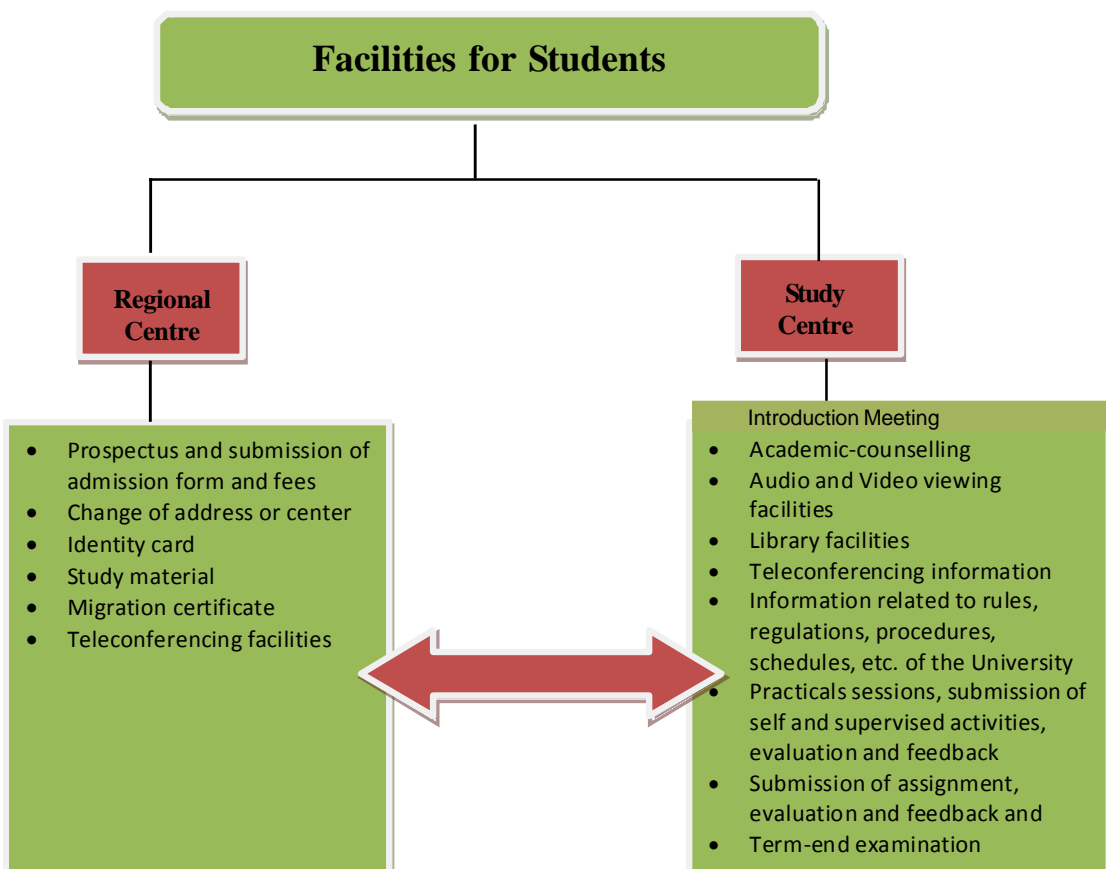 Facilities for Students
Regional
Centre
• Prospectus and submission of
admission form and fees
• Change of address or center
• Identity card
• Study material
• Migration certificate
• Teleconferencing facilities
Study
Centre
Introduction Meeting
• Academic-counselling
• Audio and Video viewing
facilities
• Library facilities
• Teleconferencing information
• Information related to rules,
regulations, procedures,
schedules, etc. of the University
• Practicals sessions, submission of
self and supervised activities,
evaluation and feedback
• Submission of assignment,
evaluation and feedback and
• Term-end examination